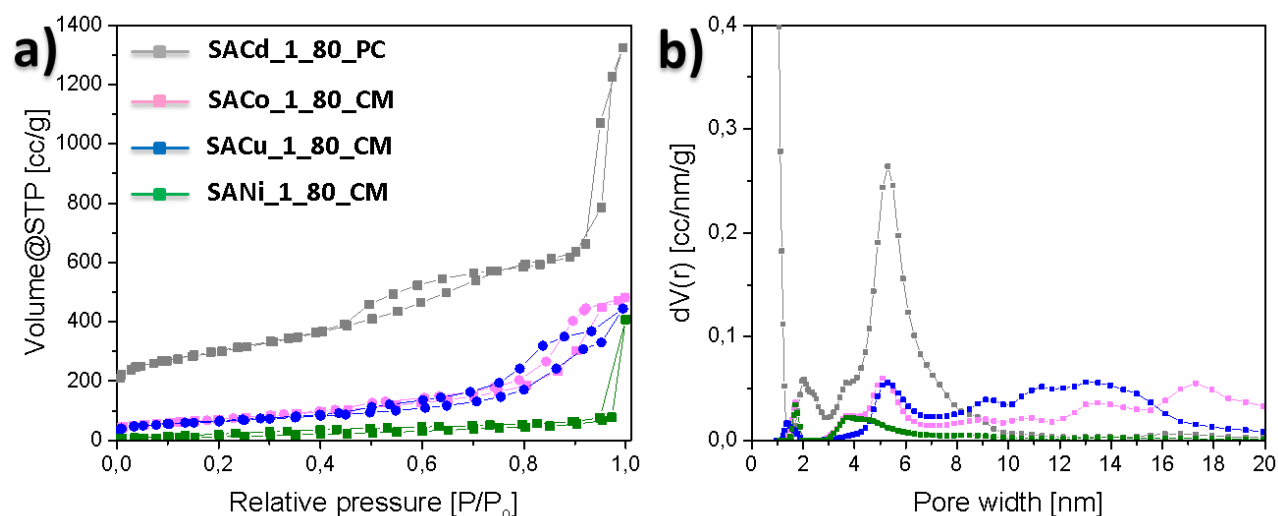 a)
SACd_1_80_PC
SACo_1_80_CM
SACu_1_80_CM
SANi_1_80_CM
Volume@STP [cc/g]
1400
1200
1000
800
600
400
200
0
0,0 0,2 0,4 0,6 0,8 1,0
Relative pressure [P/P₀]
b)
dV(r) [cc/nm/g]
0,4
0,3
0,2
0,1
0,0
2 4 6 8 10 12 14 16 18 20
Pore width [nm]